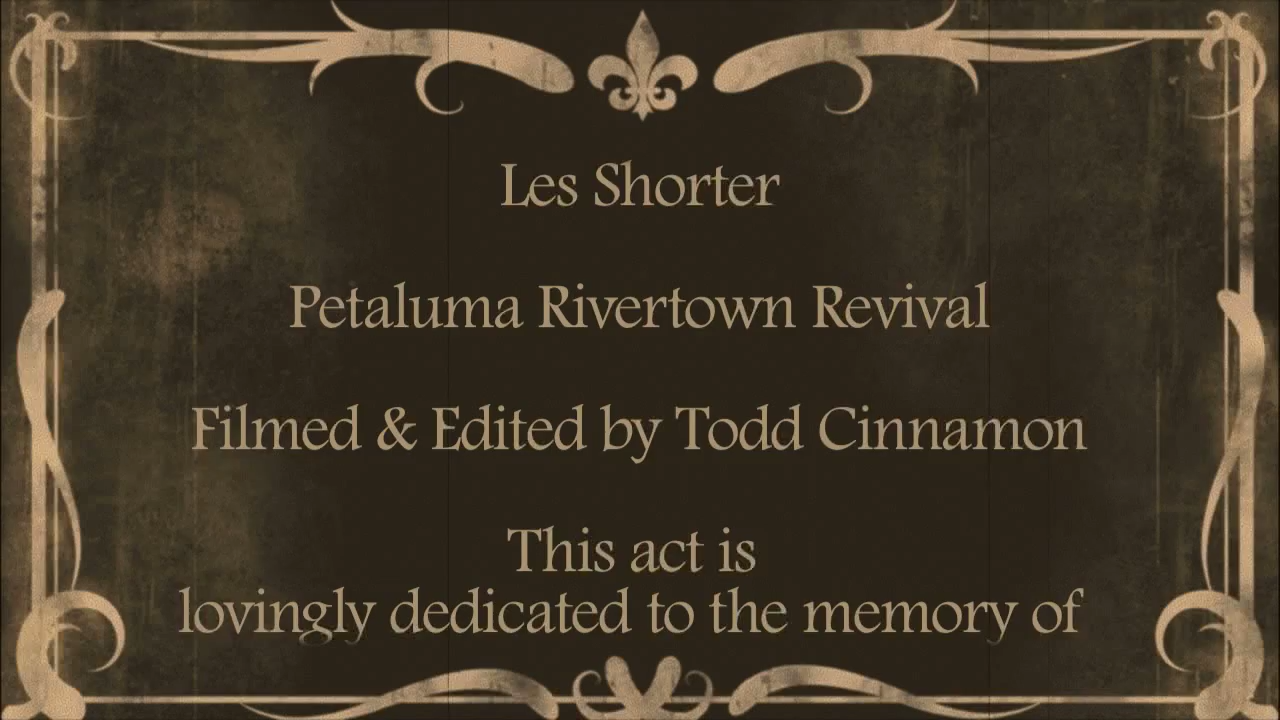 Les Shorter
Petaluma Rivertown Revival
Filmed & Edited by Todd Cinnamon
This act is
lovingly dedicated to the memory of